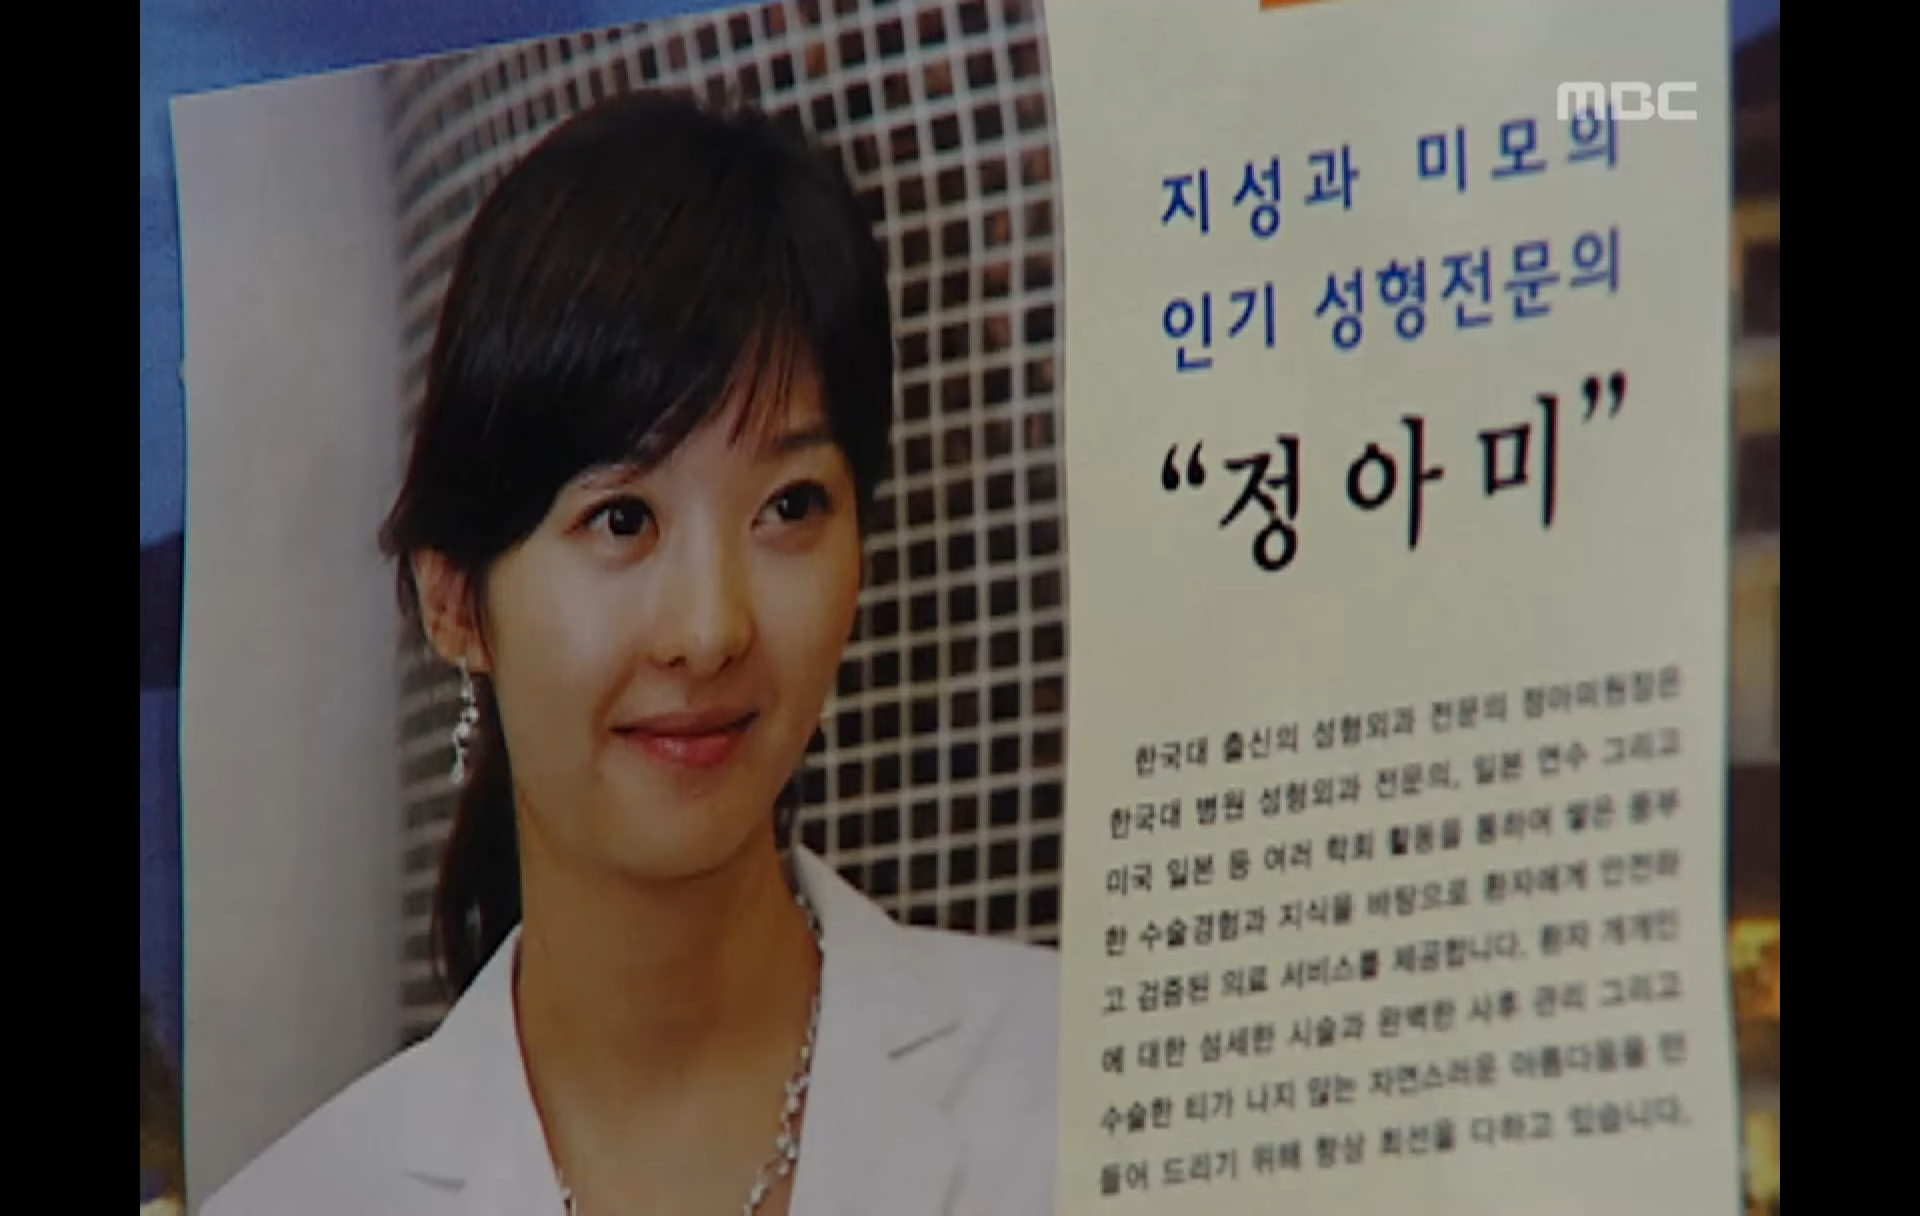 MBC
지성과 미모의
인기 성형전문의
“정아미”
한국대 출신의 성형외과 전문의 정아미원장은
한국대 병원 성형외과 전문의, 일본 연수 그리고
미국 일본 등 여러 학회 활동을 통하여 쌓은 풍부
한 수술경험과 지식을 바탕으로 환자에게 안전하
고 검증된 의료 서비스를 제공합니다. 환자 개개인
에 대한 섬세한 시술과 완벽한 사후 관리 그리고
수술한 티가 나지 않는 자연스러운 아름다움을 만
들어 드리기 위해 항상 최선을 다하고 있습니다.